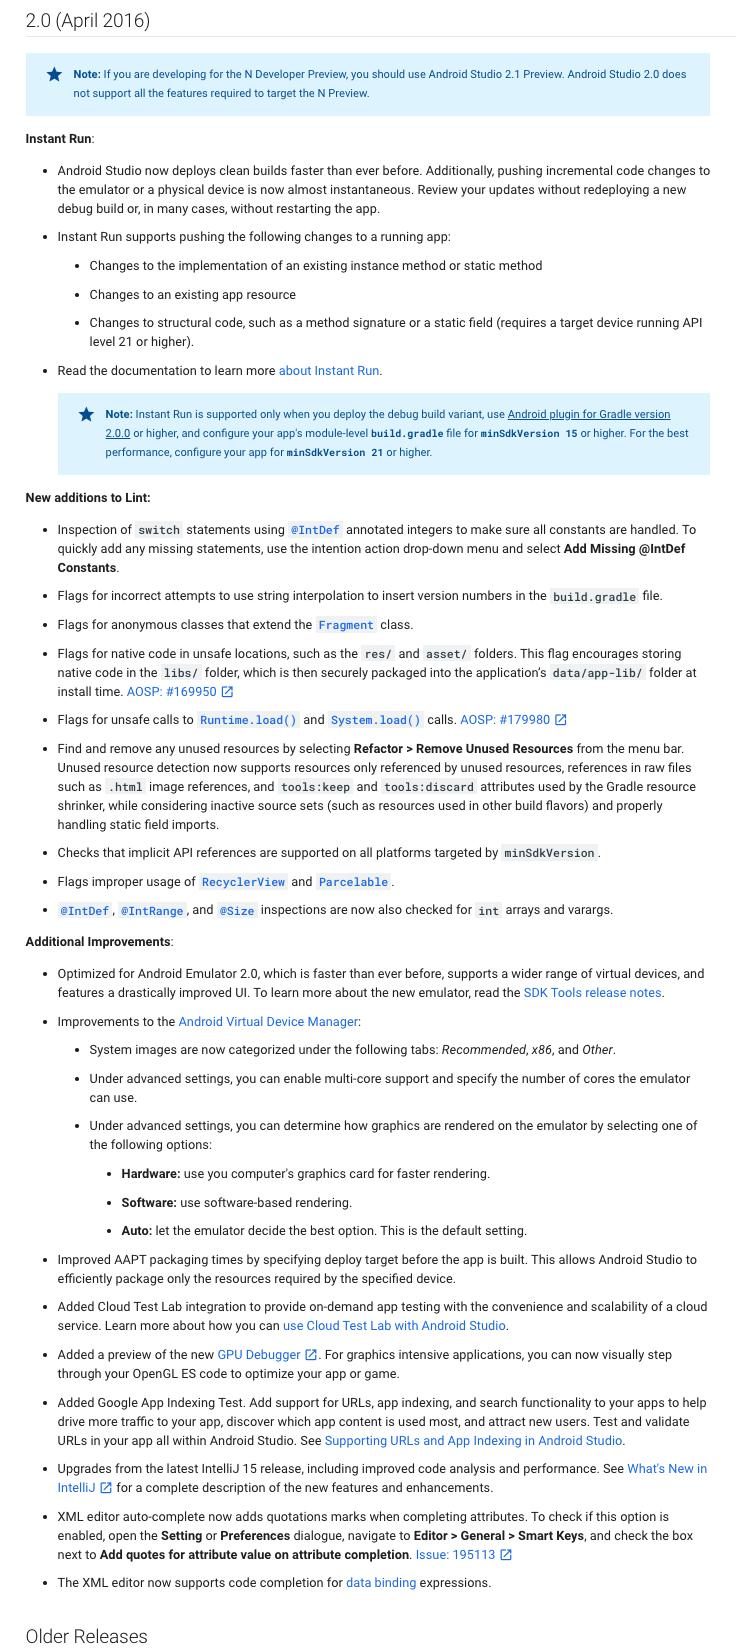 2.0 (April 2016)
Note: If you are developing for the N Developer Preview, you should use Android Studio 2.1 Preview. Android Studio 2.0 does
not support all the features required to target the N Preview.
Instant Run:
• Android Studio now deploys clean builds faster than ever before. Additionally, pushing incremental code changes to
the emulator or a physical device is now almost instantaneous. Review your updates without redeploying a new
debug build or, in many cases, without restarting the app.
• Instant Run supports pushing the following changes to a running app:
• Changes to the implementation of an existing instance method or static method
• Changes to an existing app resource
• Changes to structural code, such as a method signature or a static field (requires a target device running API
level 21 or higher).
• Read the documentation to learn more about Instant Run.
Note: Instant Run is supported only when you deploy the debug build variant, use Android plugin for Gradle version
2.0.0 or higher, and configure your app's module-level build.gradle file for minSdkVersion 15 or higher. For the best
performance, configure your app for minSdkVersion 21 or higher.
New additions to Lint:
• Inspection of switch statements using @IntDef annotated integers to make sure all constants are handled. To
quickly add any missing statements, use the intention action drop-down menu and select Add Missing @IntDef
Constants.
• Flags for incorrect attempts to use string interpolation to insert version numbers in the build.gradle file.
• Flags for anonymous classes that extend the Fragment class.
• Flags for native code in unsafe locations, such as the res/ and asset/ folders. This flag encourages storing
native code in the libs/ folder, which is then securely packaged into the application's data/app-lib/ folder at
install time. AOSP: #169950
• Flags for unsafe calls to Runtime.load() and System.load() calls. AOSP: #179980
• Find and remove any unused resources by selecting Refactor > Remove Unused Resources from the menu bar.
Unused resource detection now supports resources only referenced by unused resources, references in raw files
such as .html image references, and tools:keep and tools:discard attributes used by the Gradle resource
shrinker, while considering inactive source sets (such as resources used in other build flavors) and properly
handling static field imports.
• Checks that implicit API references are supported on all platforms targeted by minSdkVersion.
• Flags improper usage of RecyclerView and Parcelable.
• @IntDef, @IntRange, and @Size inspections are now also checked for int arrays and varargs.
Additional Improvements:
• Optimized for Android Emulator 2.0, which is faster than ever before, supports a wider range of virtual devices, and
features a drastically improved UI. To learn more about the new emulator, read the SDK Tools release notes.
• Improvements to the Android Virtual Device Manager:
• System images are now categorized under the following tabs: Recommended, x86, and Other.
• Under advanced settings, you can enable multi-core support and specify the number of cores the emulator
can use.
• Under advanced settings, you can determine how graphics are rendered on the emulator by selecting one of
the following options:
• Hardware: use you computer's graphics card for faster rendering.
• Software: use software-based rendering.
• Auto: let the emulator decide the best option. This is the default setting.
• Improved AAPT packaging times by specifying deploy target before the app is built. This allows Android Studio to
efficiently package only the resources required by the specified device.
• Added Cloud Test Lab integration to provide on-demand app testing with the convenience and scalability of a cloud
service. Learn more about how you can use Cloud Test Lab with Android Studio.
• Added a preview of the new GPU Debugger. For graphics intensive applications, you can now visually step
through your OpenGL ES code to optimize your app or game.
• Added Google App Indexing Test. Add support for URLs, app indexing, and search functionality to your apps to help
drive more traffic to your app, discover which app content is used most, and attract new users. Test and validate
URLs in your app all within Android Studio. See Supporting URLs and App Indexing in Android Studio.
• Upgrades from the latest IntelliJ 15 release, including improved code analysis and performance. See What's New in
IntelliJ for a complete description of the new features and enhancements.
• XML editor auto-complete now adds quotations marks when completing attributes. To check if this option is
enabled, open the Setting or Preferences dialogue, navigate to Editor > General > Smart Keys, and check the box
next to Add quotes for attribute value on attribute completion. Issue: 195113
• The XML editor now supports code completion for data binding expressions.
Older Releases